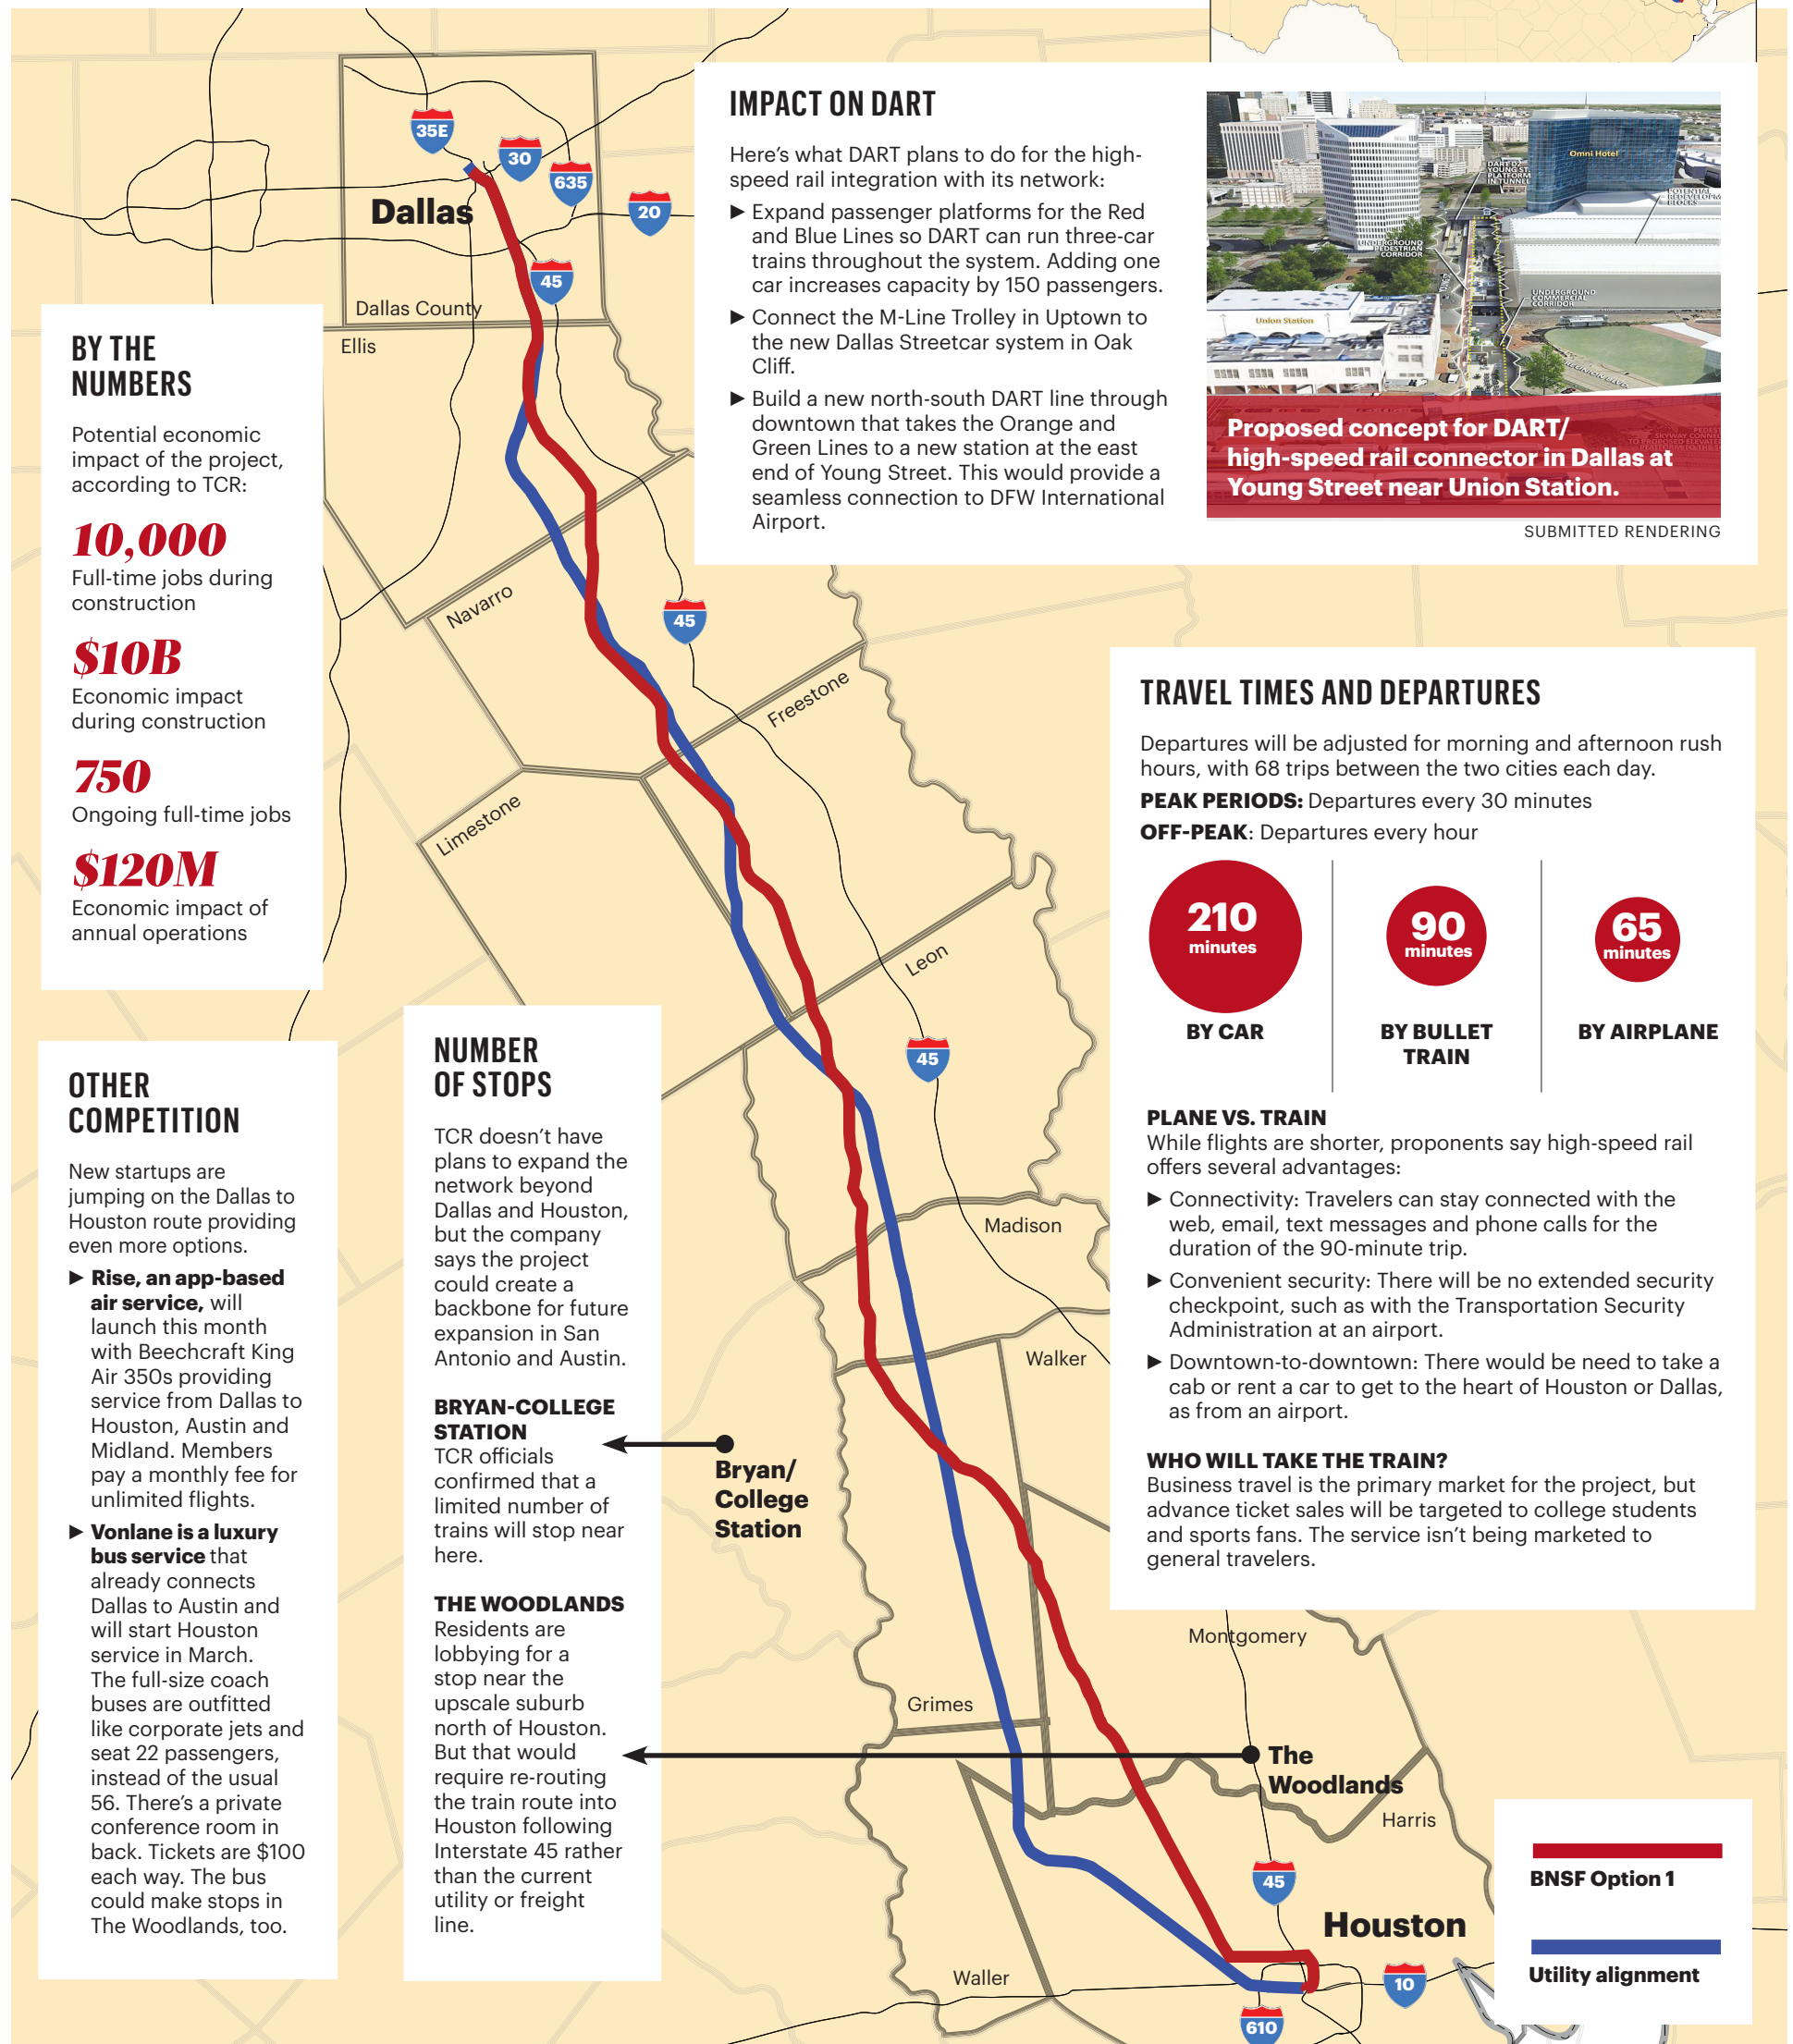 IMPACT ON DART
Here's what DART plans to do for the high-
speed rail integration with its network:
► Expand passenger platforms for the Red
and Blue Lines so DART can run three-car
trains throughout the system. Adding one
car increases capacity by 150 passengers.
► Connect the M-Line Trolley in Uptown to
the new Dallas Streetcar system in Oak
Cliff.
► Build a new north-south DART line through
downtown that takes the Orange and
Green Lines to a new station at the east
end of Young Street. This would provide a
seamless connection to DFW International
Airport.
Omni Hotel
DART D2
YOUNG ST
PLATFORM
IN TUNNEL
POTENTIAL
REDEVELOPM
BLOCKS
UNDERGROUND
PEDESTRIAN
CORRIDOR
UNDERGROUND
COMMERCIAL
CORRIDOR
Union Station
REUNION BLVD
Proposed concept for DART/
high-speed rail connector in Dallas at
Young Street near Union Station.
SUBMITTED RENDERING
35E
30
635
20
Dallas
45
Dallas County
Ellis
BY THE
NUMBERS
Potential economic
impact of the project,
according to TCR:
10,000
Full-time jobs during
construction
$10B
Economic impact
during construction
750
Ongoing full-time jobs
$120M
Economic impact of
annual operations
Navarro
45
Freestone
Limestone
Leon
45
TRAVEL TIMES AND DEPARTURES
Departures will be adjusted for morning and afternoon rush
hours, with 68 trips between the two cities each day.
PEAK PERIODS: Departures every 30 minutes
OFF-PEAK: Departures every hour
210
minutes
BY CAR
90
minutes
BY BULLET
TRAIN
65
minutes
BY AIRPLANE
PLANE VS. TRAIN
While flights are shorter, proponents say high-speed rail
offers several advantages:
► Connectivity: Travelers can stay connected with the
web, email, text messages and phone calls for the
duration of the 90-minute trip.
► Convenient security: There will be no extended security
checkpoint, such as with the Transportation Security
Administration at an airport.
► Downtown-to-downtown: There would be need to take a
cab or rent a car to get to the heart of Houston or Dallas,
as from an airport.
WHO WILL TAKE THE TRAIN?
Business travel is the primary market for the project, but
advance ticket sales will be targeted to college students
and sports fans. The service isn't being marketed to
general travelers.
OTHER
COMPETITION
New startups are
jumping on the Dallas to
Houston route providing
even more options.
► Rise, an app-based
air service, will
launch this month
with Beechcraft King
Air 350s providing
service from Dallas to
Houston, Austin and
Midland. Members
pay a monthly fee for
unlimited flights.
► Vonlane is a luxury
bus service that
already connects
Dallas to Austin and
will start Houston
service in March.
The full-size coach
buses are outfitted
like corporate jets and
seat 22 passengers,
instead of the usual
56. There's a private
conference room in
back. Tickets are $100
each way. The bus
could make stops in
The Woodlands, too.
NUMBER
OF STOPS
TCR doesn't have
plans to expand the
network beyond
Dallas and Houston,
but the company
says the project
could create a
backbone for future
expansion in San
Antonio and Austin.
BRYAN-COLLEGE
STATION
TCR officials
confirmed that a
limited number of
trains will stop near
here.
THE WOODLANDS
Residents are
lobbying for a
stop near the
upscale suburb
north of Houston.
But that would
require re-routing
the train route into
Houston following
Interstate 45 rather
than the current
utility or freight
line.
Madison
Walker
Bryan/
College
Station
Montgomery
Grimes
The
Woodlands
Harris
45
Houston
Waller
10
610
BNSF Option 1
Utility alignment